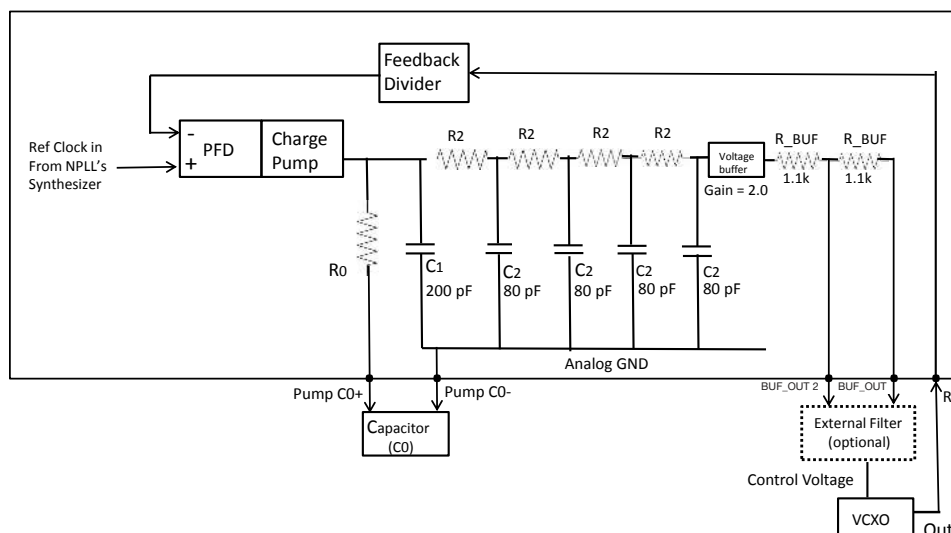 Feedback
Divider
Ref Clock in
From NPLL's
Synthesizer
-
+
PFD
Charge
Pump
R2
R2
R2
R2
Voltage
buffer
Gain = 2.0
R_BUF
1.1k
R_BUF
1.1k
R0
C1
200 pF
C2
80 pF
C2
80 pF
C2
80 pF
C2
80 pF
Analog GND
Pump C0+
Pump C0-
BUF_OUT 2
BUF_OUT
R
Capacitor
(C0)
External Filter
(optional)
Control Voltage
VCXO
Out